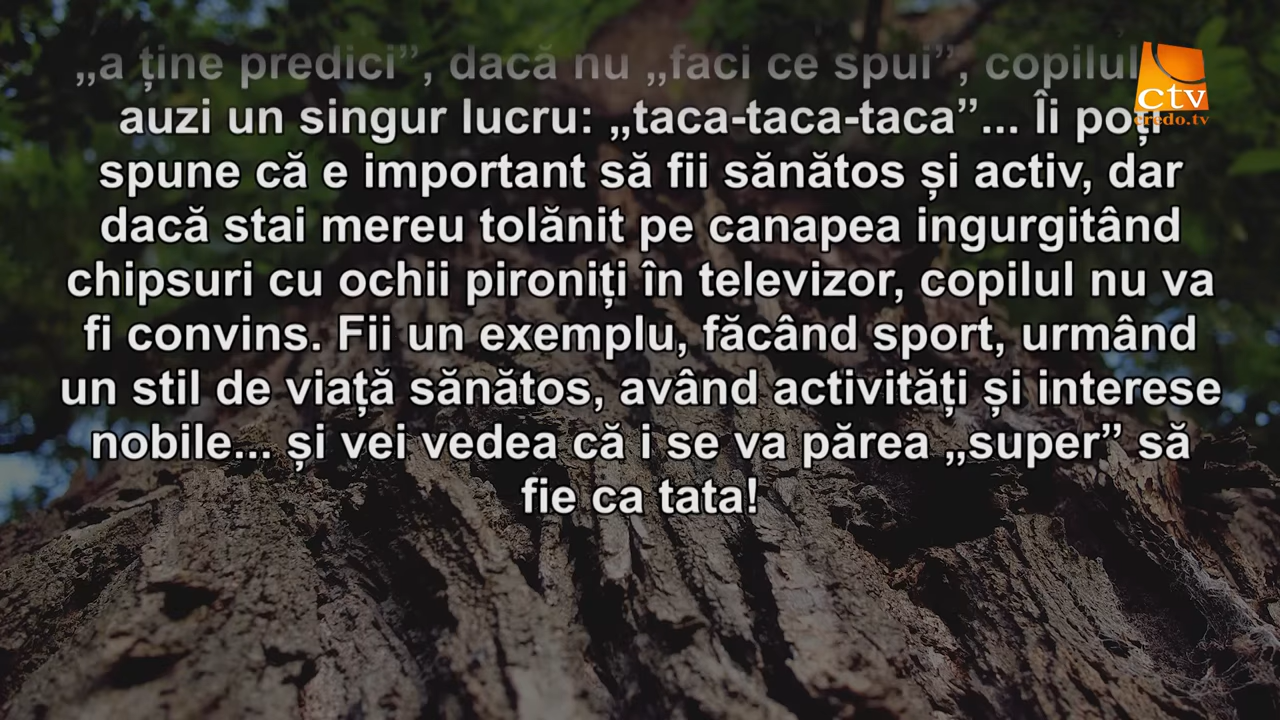 „a ține predici”, dacă nu „faci ce spui”, copilul
auzi un singur lucru: „taca-taca-taca”... Îi poți
spune că e important să fii sănătos și activ, dar
dacă stai mereu tolănit pe canapea ingurgitând
chipsuri cu ochii pironiți în televizor, copilul nu va
fi convins. Fii un exemplu, făcând sport, urmând
un stil de viață sănătos, având activități și interese
nobile... și vei vedea că i se va părea „super” să
fie ca tata!
ctv
credo.tv